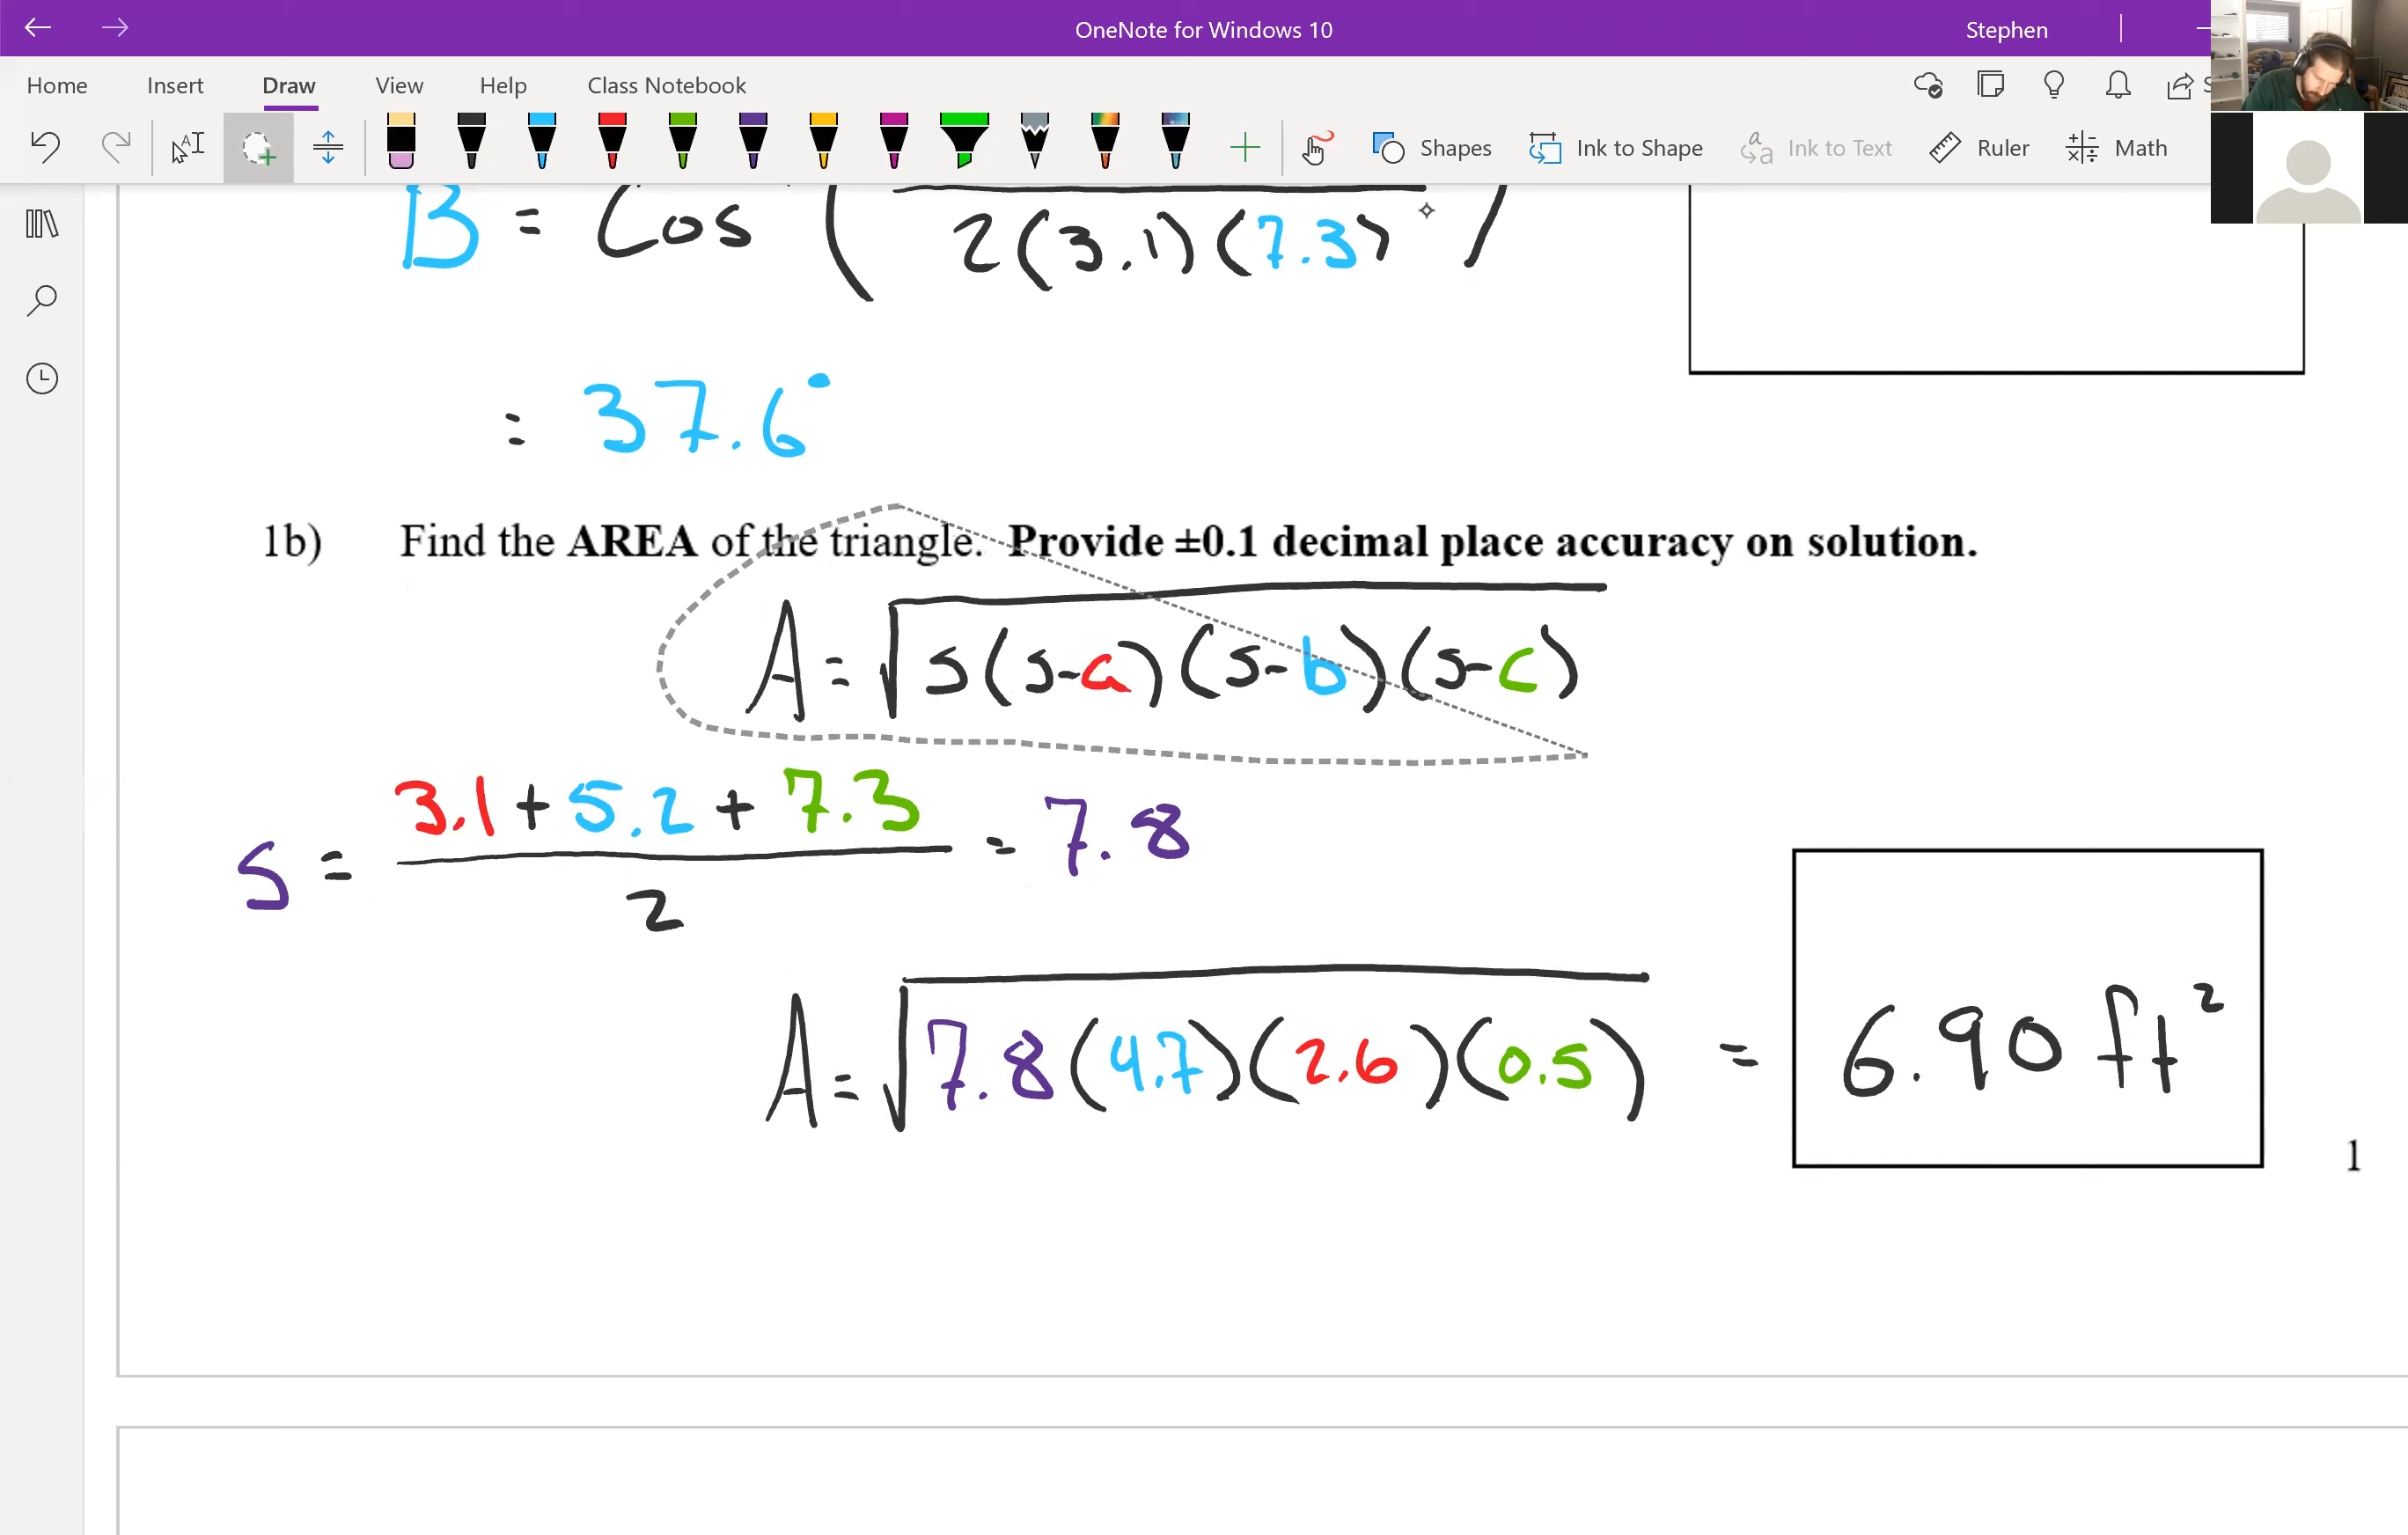 OneNote for Windows 10 Stephen
Home Insert Draw View Help Class Notebook S
Shapes Ink to Shape Ink to Text Ruler Math
B = Cos (
2(3.1)(7.3) )
= 37.6°
1b) Find the AREA of the triangle. Provide ±0.1 decimal place accuracy on solution.
A = √s(s-a)(s-b)(s-c)
3.1 + 5.2 + 7.3
S = = 7.8
2
A = √7.8(4.7)(2.6)(0.5) = 6.90 ft²
1